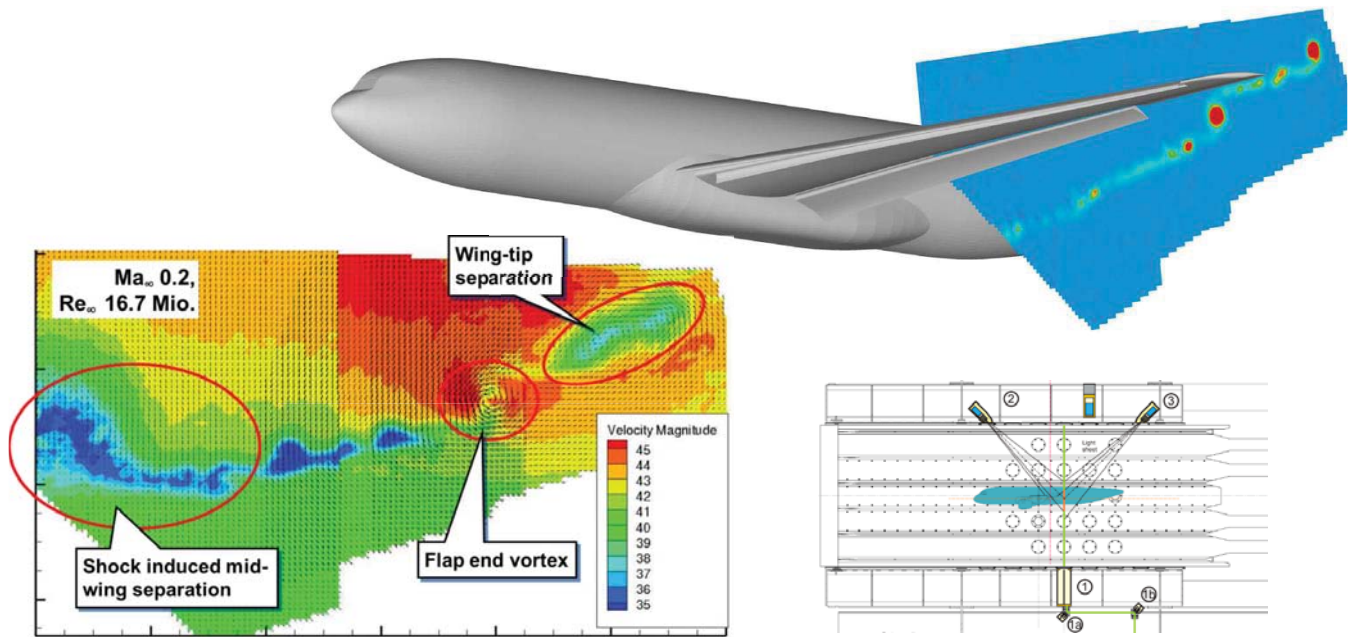 Ma∞ 0.2,
Re∞ 16.7 Mio.
Wing-tip
separation
Shock induced mid-
wing separation
Flap end vortex
Velocity Magnitude
45
44
43
42
41
40
39
38
37
36
35
2
3
Light
sheet
1
1a
1b